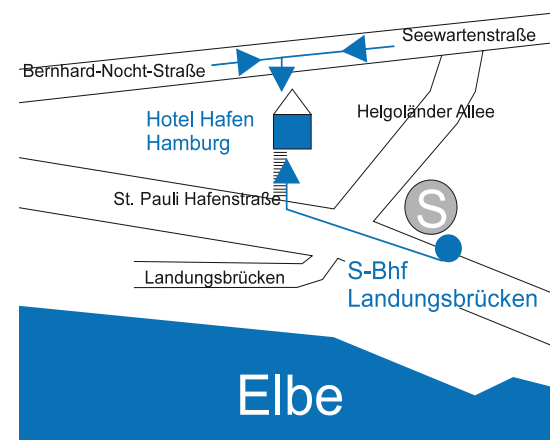 Seewartenstraße
Bernhard-Nocht-Straße
Hotel Hafen
Hamburg
Helgoländer Allee
St. Pauli Hafenstraße
S
S-Bhf
Landungsbrücken
Landungsbrücken
Elbe